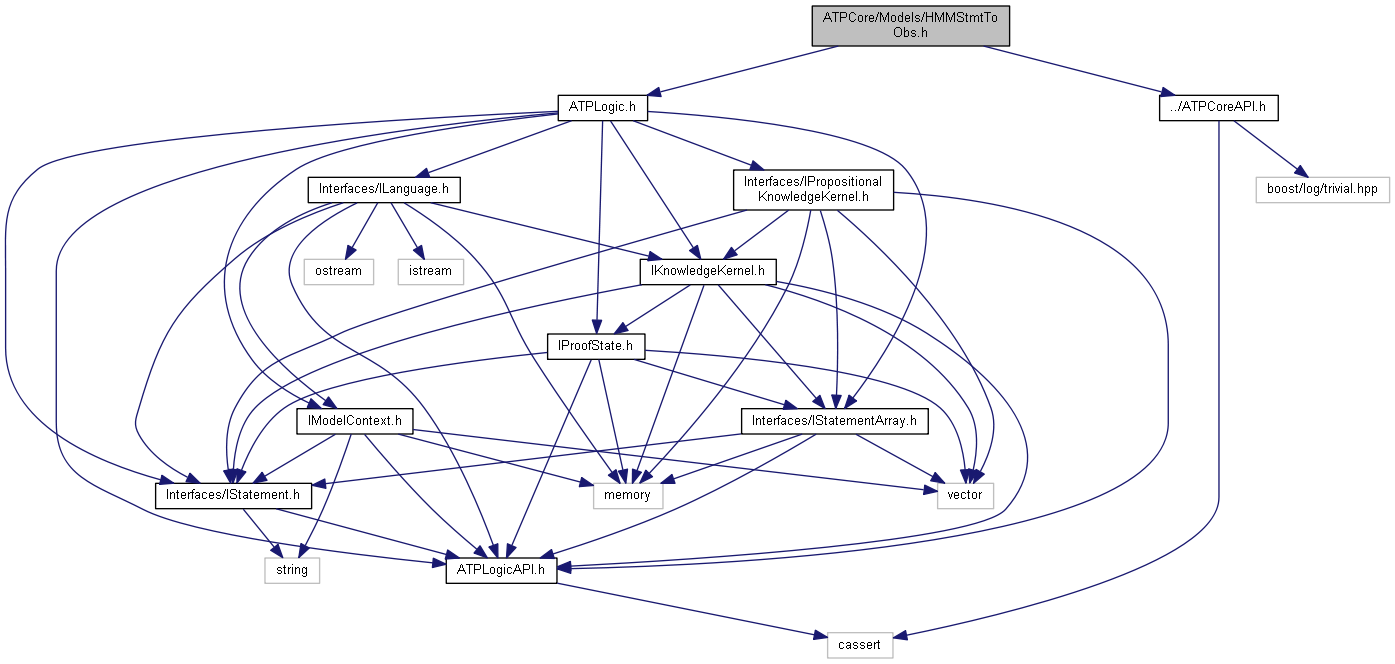 ATPCore/Models/HMMStmtTo
Obs.h
ATPLogic.h
../ATPCoreAPI.h
Interfaces/ILanguage.h
Interfaces/IPropositional
KnowledgeKernel.h
boost/log/trivial.hpp
ostream
istream
IKnowledgeKernel.h
IProofState.h
IModelContext.h
Interfaces/IStatementArray.h
Interfaces/IStatement.h
memory
vector
string
ATPLogicAPI.h
cassert